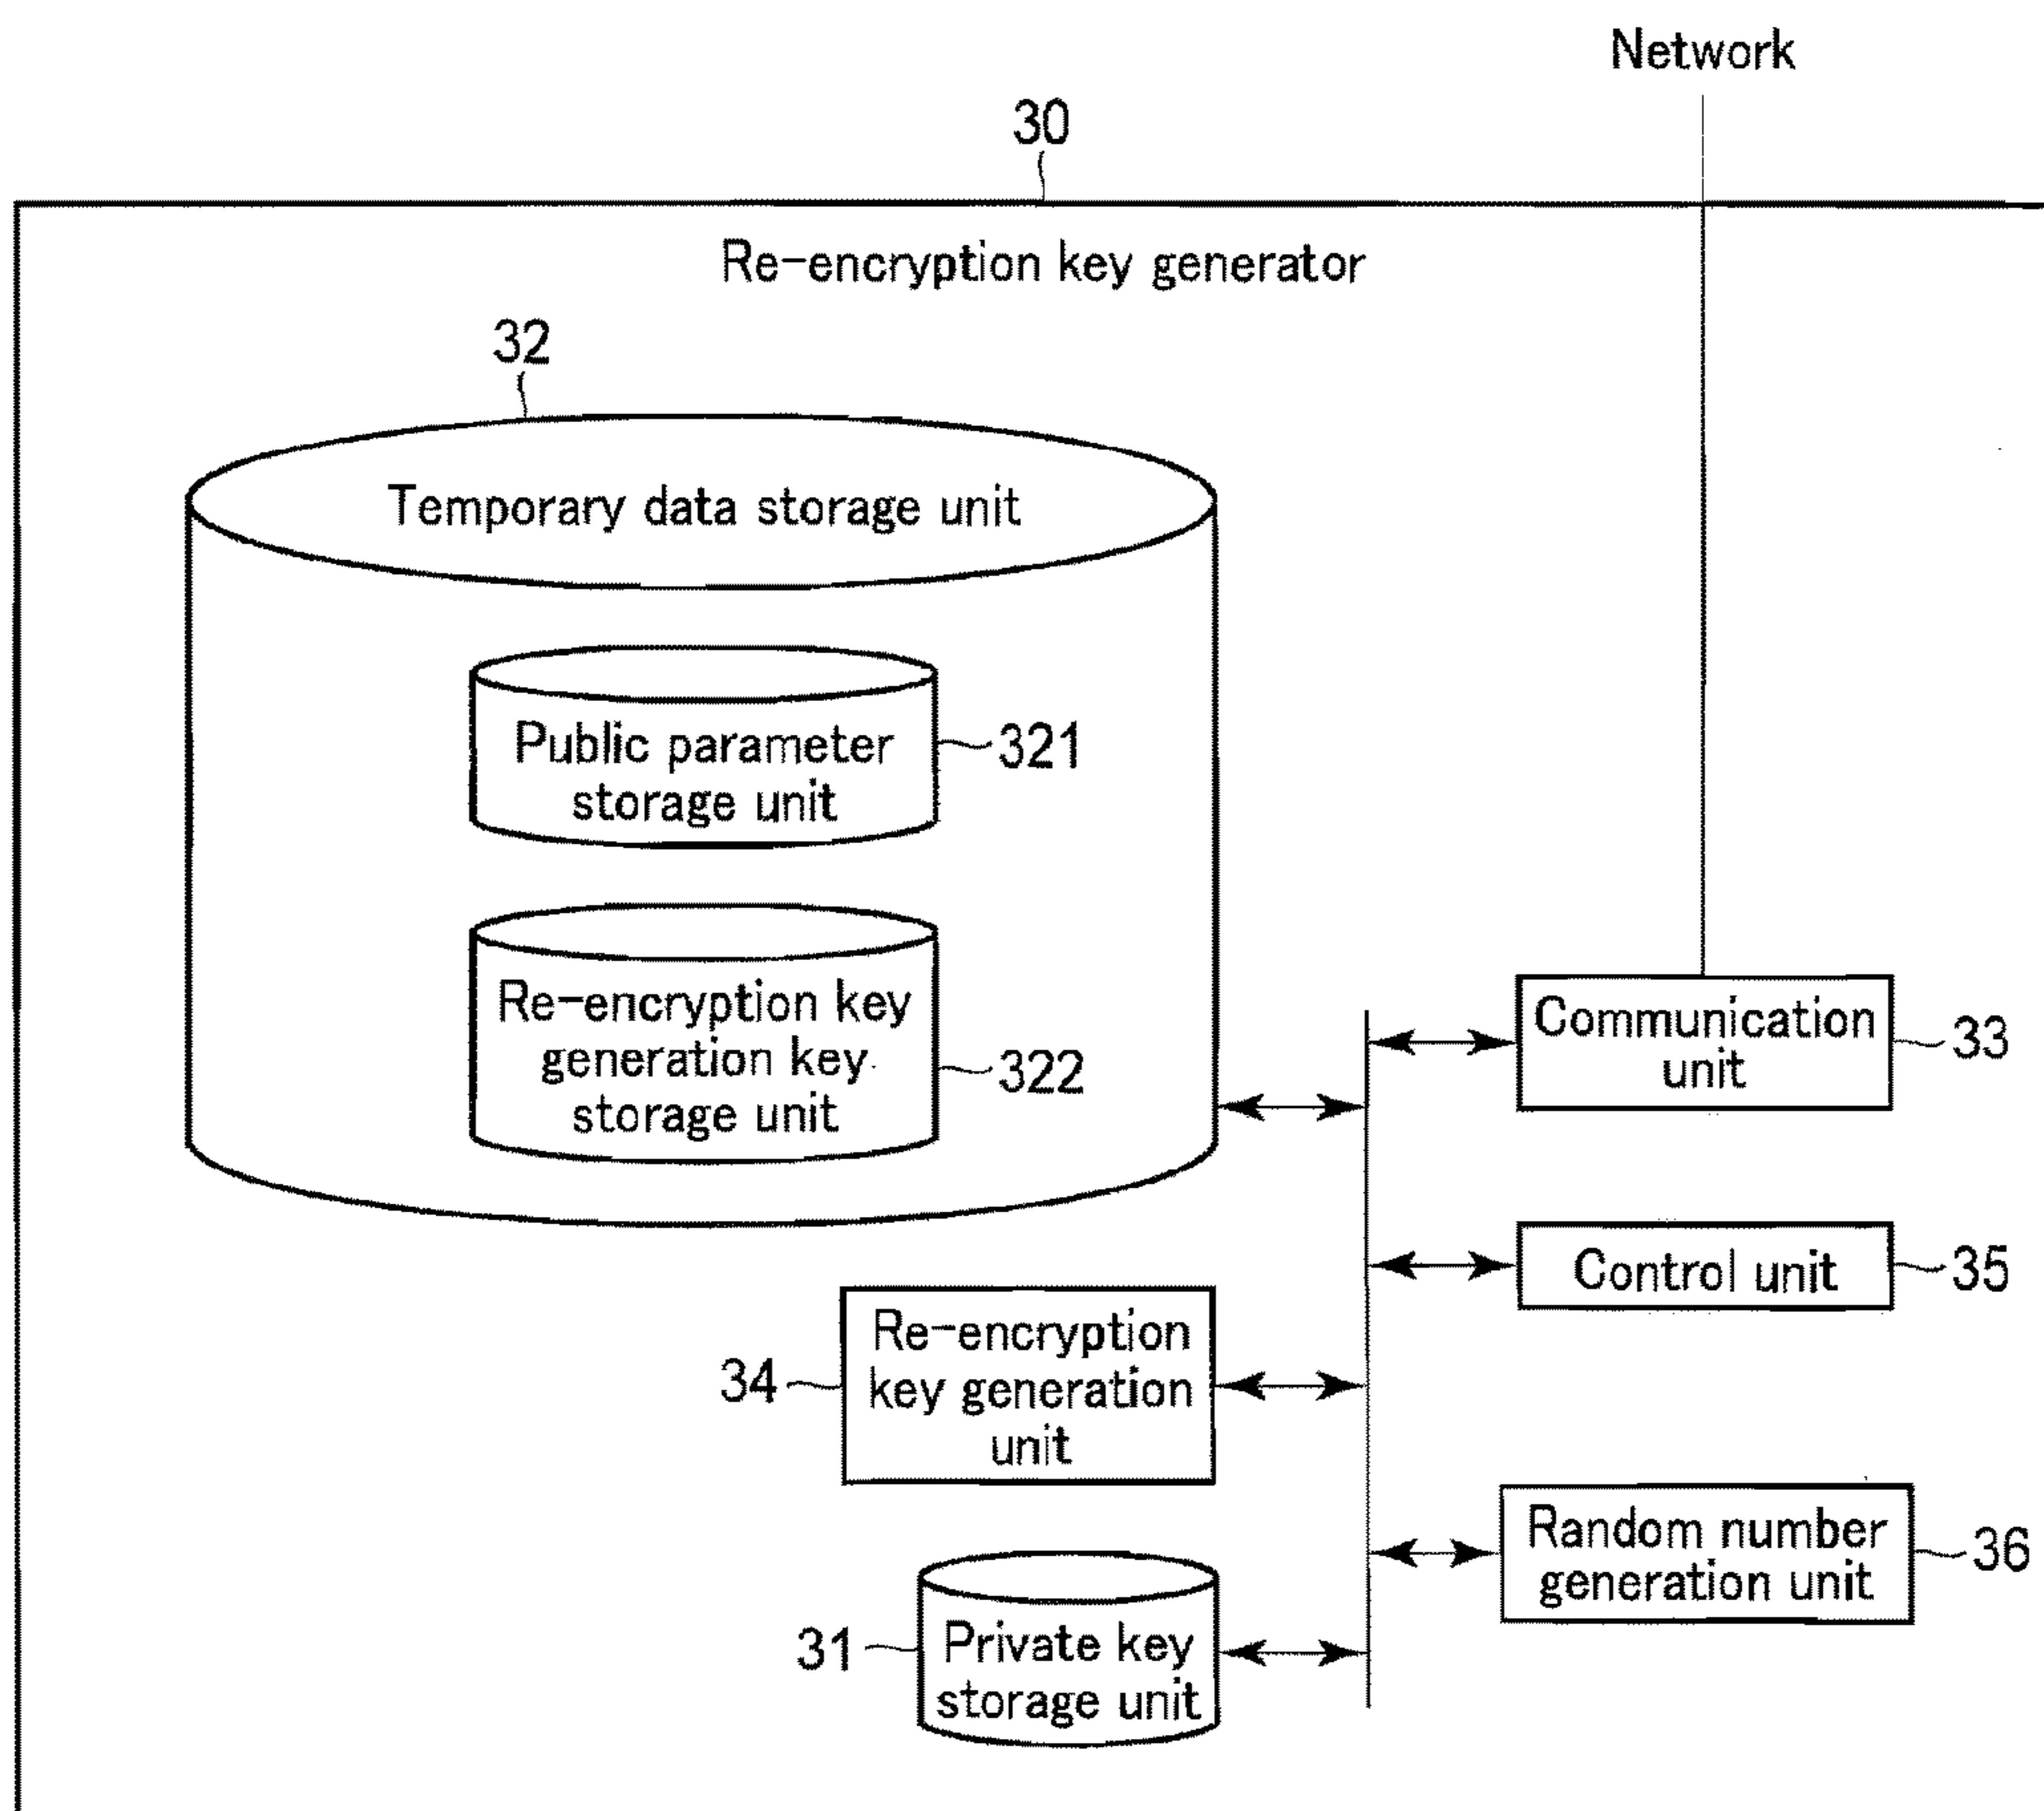 Network
30
Re-encryption key generator
32
Temporary data storage unit
Public parameter
storage unit
321
Re-encryption key
generation key
storage unit
322
Communication
unit
33
Control unit
35
34
Re-encryption
key generation
unit
Random number
generation unit
36
31
Private key
storage unit